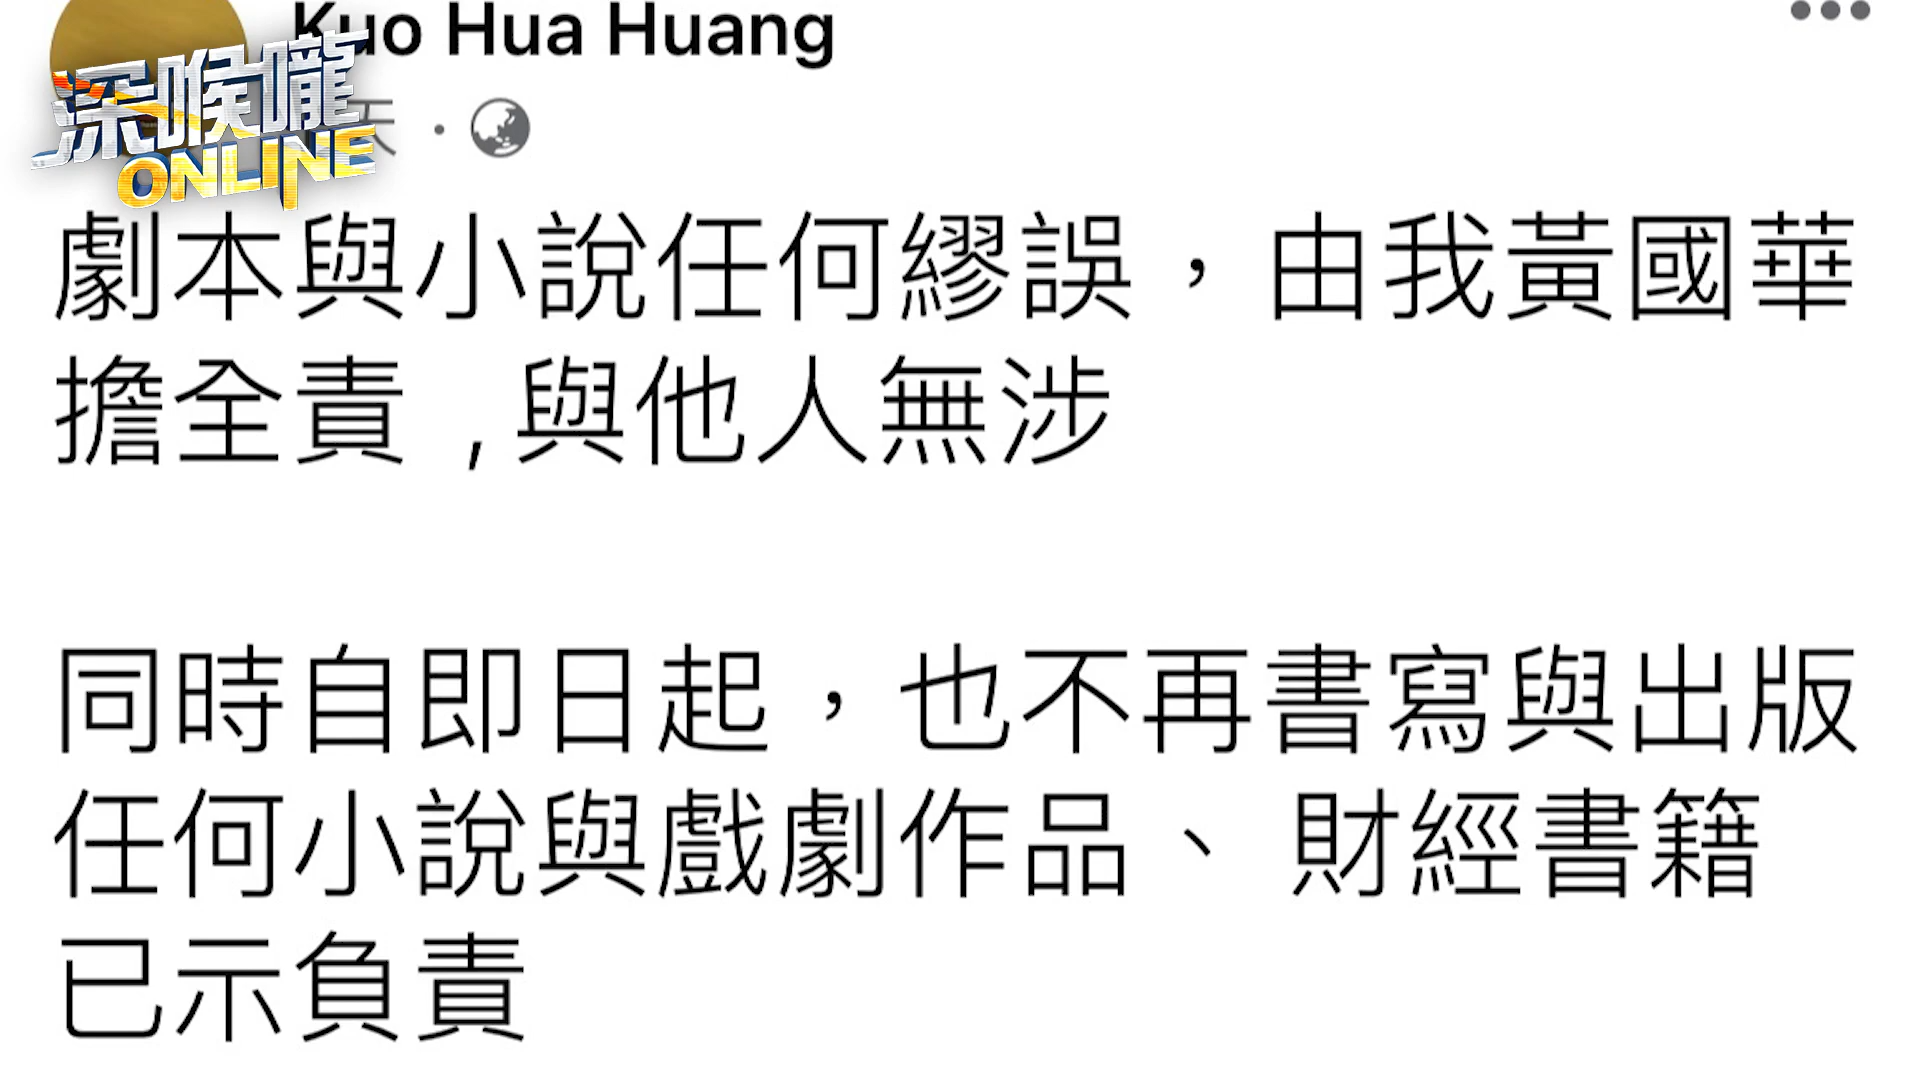 Kuo Hua Huang
深喉嚨
ONLINE
天
劇本與小說任何繆誤，由我黃國華
擔全責 ,與他人無涉
同時自即日起，也不再書寫與出版
任何小說與戲劇作品、 財經書籍
已示負責